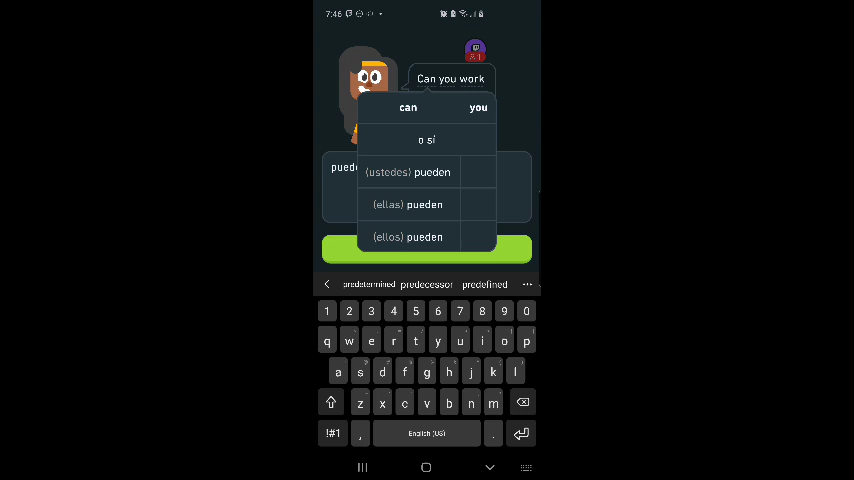 7:46
1
Can you work
can you
o sí
(ustedes) pueden
(ellas) pueden
(ellos) pueden
predetermined predecessor predefined
1 2 3 4 5 6 7 8 9 0
q w e r t y u i o p
a s d f g h j k l
z x c v b n m
!#1 , English (US) .